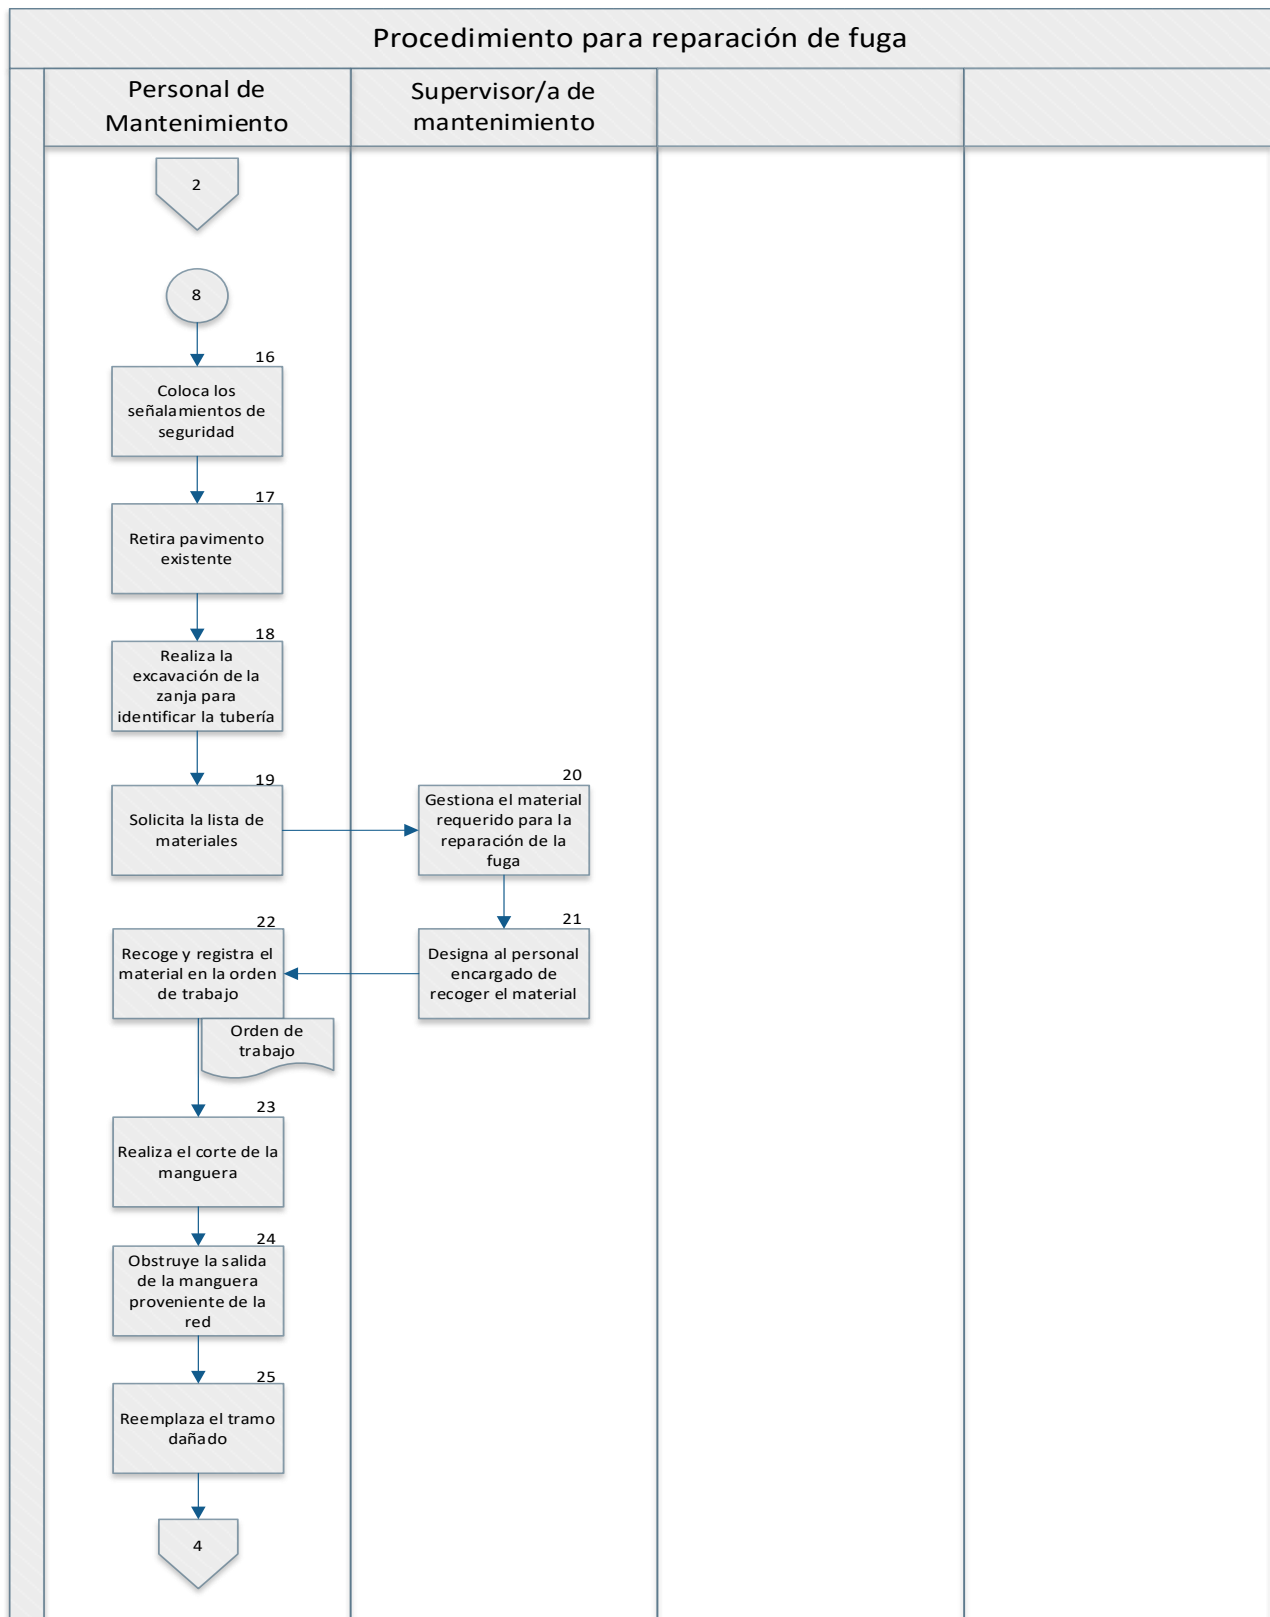 Procedimiento para reparación de fuga
Personal de
Mantenimiento
Supervisor/a de
mantenimiento
2
8
16
Coloca los
señalamientos de
seguridad
17
Retira pavimento
existente
18
Realiza la
excavación de la
zanja para
identificar la tubería
19
Solicita la lista de
materiales
20
Gestiona el material
requerido para la
reparación de la
fuga
21
Designa al personal
encargado de
recoger el material
22
Recoge y registra el
material en la orden
de trabajo
Orden de
trabajo
23
Realiza el corte de la
manguera
24
Obstruye la salida
de la manguera
proveniente de la
red
25
Reemplaza el tramo
dañado
4